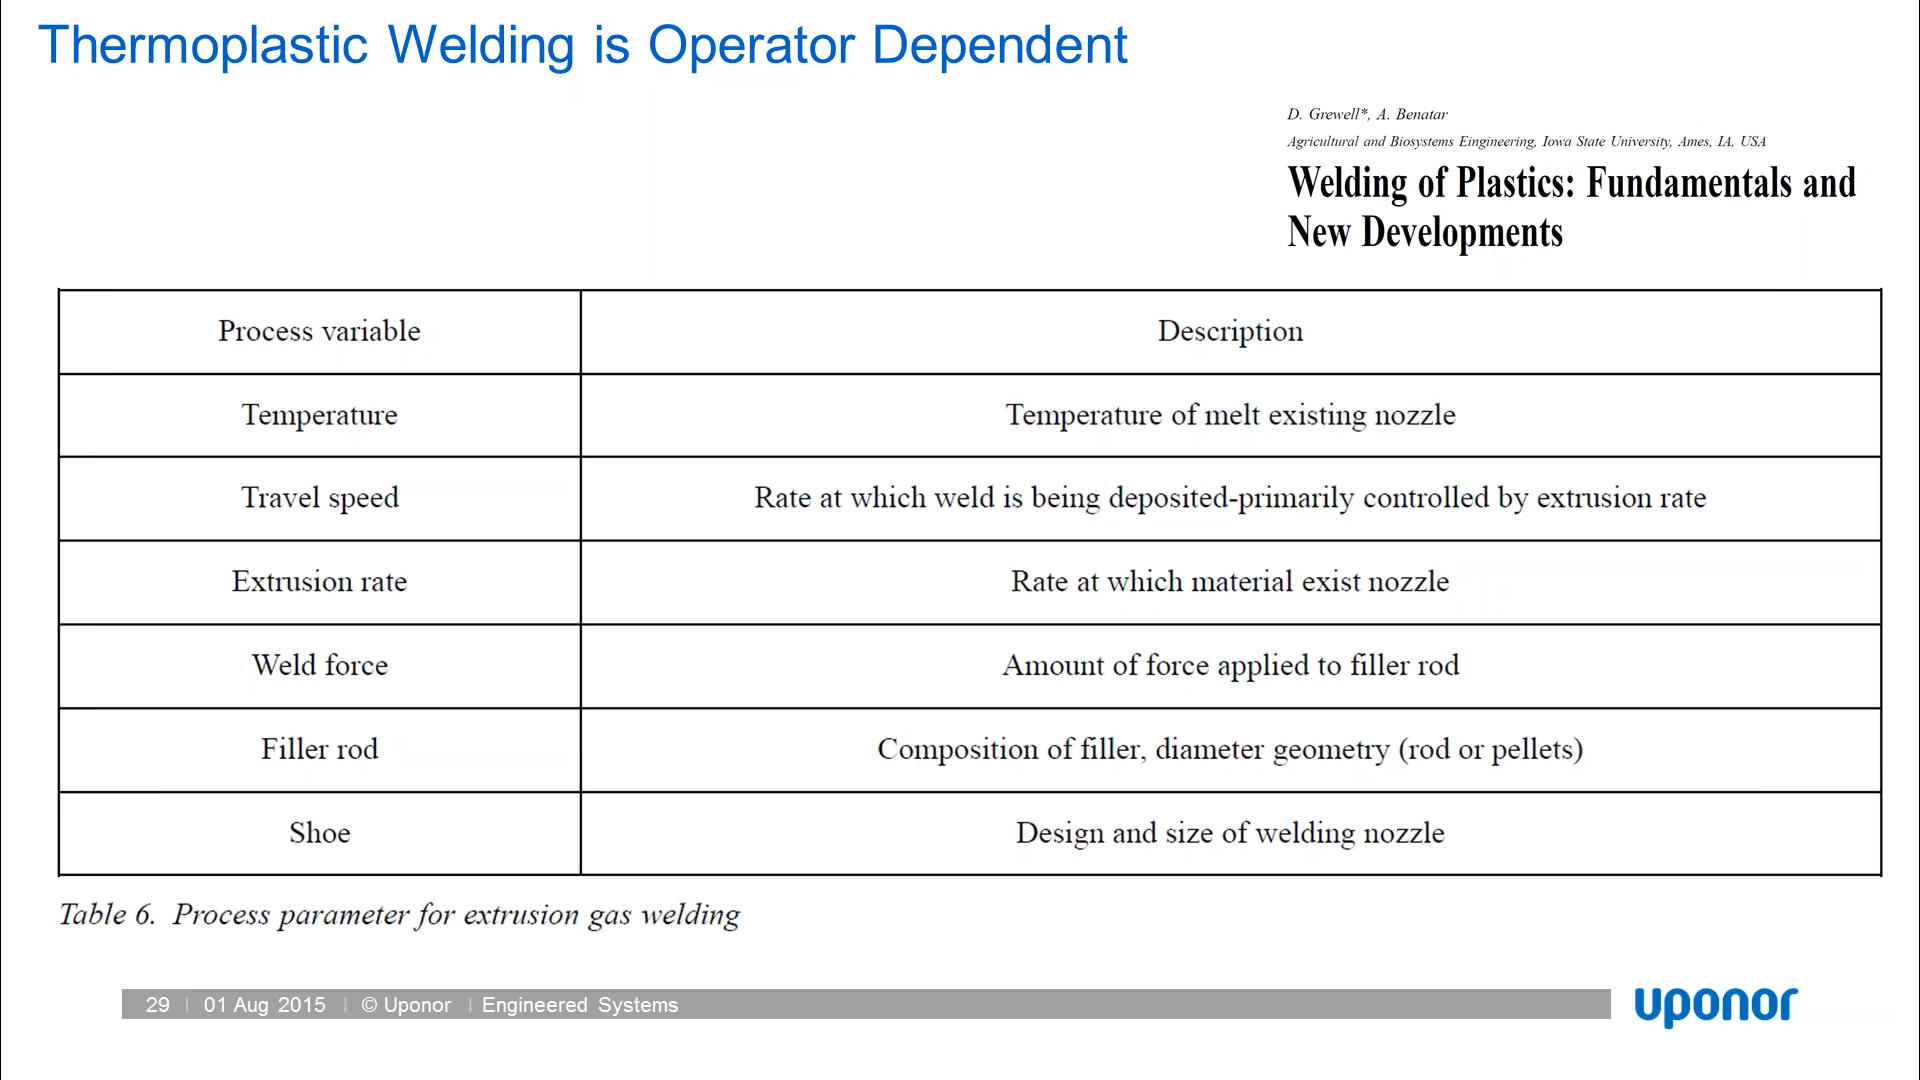 Thermoplastic Welding is Operator Dependent
D. Grewell*, A. Benatar
Agricultural and Biosystems Eingineering, Iowa State University, Ames, IA, USA
Welding of Plastics: Fundamentals and
New Developments
Process variable Description
Temperature Temperature of melt existing nozzle
Travel speed Rate at which weld is being deposited-primarily controlled by extrusion rate
Extrusion rate Rate at which material exist nozzle
Weld force Amount of force applied to filler rod
Filler rod Composition of filler, diameter geometry (rod or pellets)
Shoe Design and size of welding nozzle
Table 6. Process parameter for extrusion gas welding
29 | 01 Aug 2015 | © Uponor | Engineered Systems
uponor